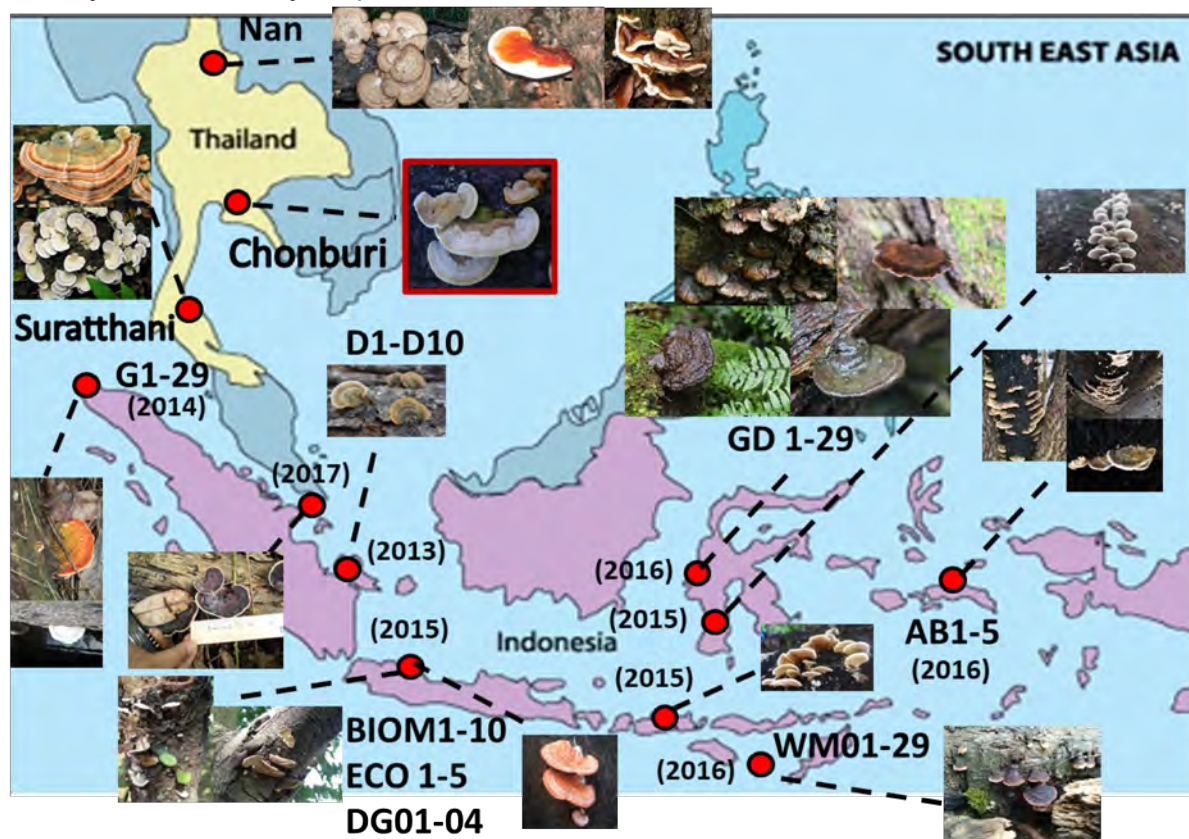 Nan
SOUTH EAST ASIA
Thailand
Chonburi
Suratthani
D1-D10
G1-29
(2014)
GD 1-29
(2017)
(2013)
(2016)
(2015)
(2015)
Indonesia
(2015)
AB1-5
(2016)
BIOM1-10
ECO 1-5
DG01-04
WM01-29
(2016)